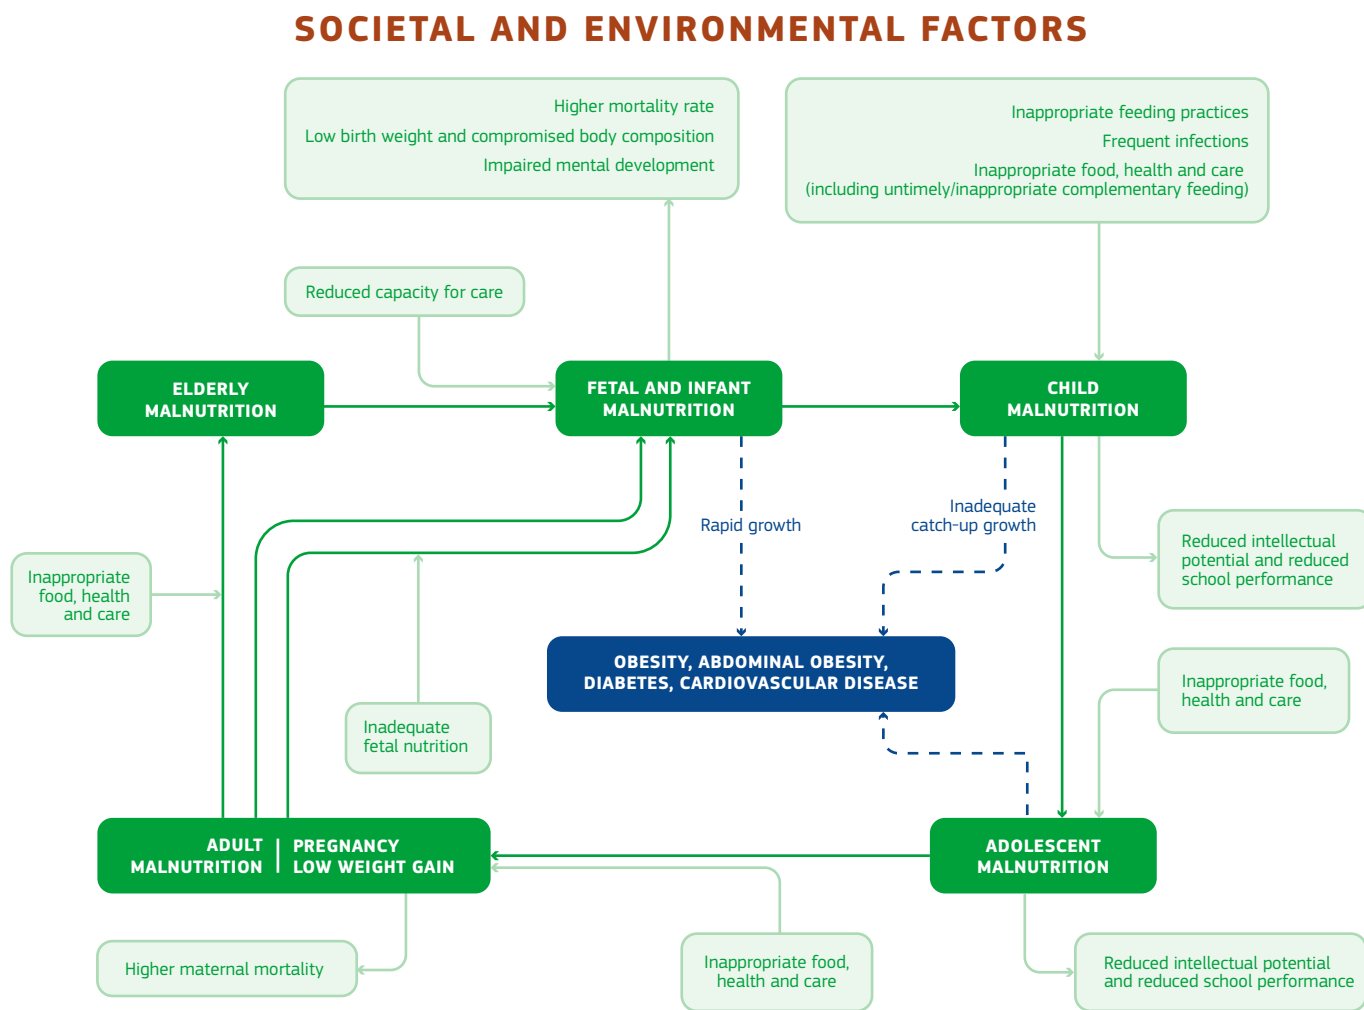 SOCIETAL AND ENVIRONMENTAL FACTORS
Higher mortality rate
Low birth weight and compromised body composition
Impaired mental development
Inappropriate feeding practices
Frequent infections
Inappropriate food, health and care
(including untimely/inappropriate complementary feeding)
Reduced capacity for care
ELDERLY
MALNUTRITION
FETAL AND INFANT
MALNUTRITION
CHILD
MALNUTRITION
Rapid growth
Inadequate
catch-up growth
Reduced intellectual
potential and reduced
school performance
Inappropriate
food, health
and care
OBESITY, ABDOMINAL OBESITY,
DIABETES, CARDIOVASCULAR DISEASE
Inappropriate food,
health and care
Inadequate
fetal nutrition
ADULT
MALNUTRITION
PREGNANCY
LOW WEIGHT GAIN
ADOLESCENT
MALNUTRITION
Higher maternal mortality
Inappropriate food,
health and care
Reduced intellectual potential
and reduced school performance